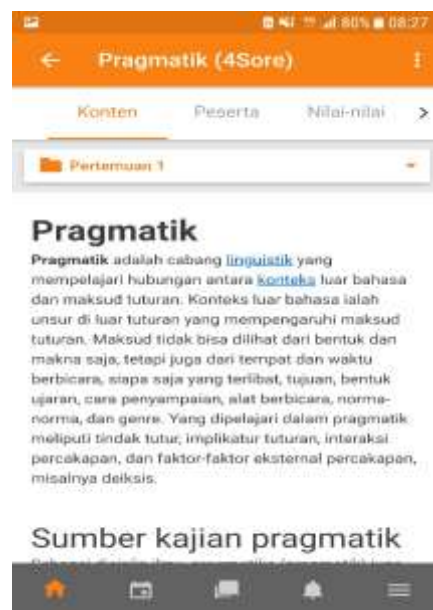 80% 08:27
Pragmatik (4Sore)
Konten Peserta Nilai-nilai
Pertemuan 1
Pragmatik
Pragmatik adalah cabang linguistik yang
mempelajari hubungan antara konteks luar bahasa
dan maksud tuturan. Konteks luar bahasa ialah
unsur di luar tuturan yang mempengaruhi maksud
tuturan. Maksud tidak bisa dilihat dari bentuk dan
makna saja, tetapi juga dari tempat dan waktu
berbicara, siapa saja yang terlibat, tujuan, bentuk
ujaran, cara penyampaian, alat berbicara, norma-
norma, dan genre. Yang dipelajari dalam pragmatik
meliputi tindak tutur, implikatur tuturan, interaksi
percakapan, dan faktor-faktor eksternal percakapan,
misalnya deiksis.
Sumber kajian pragmatik